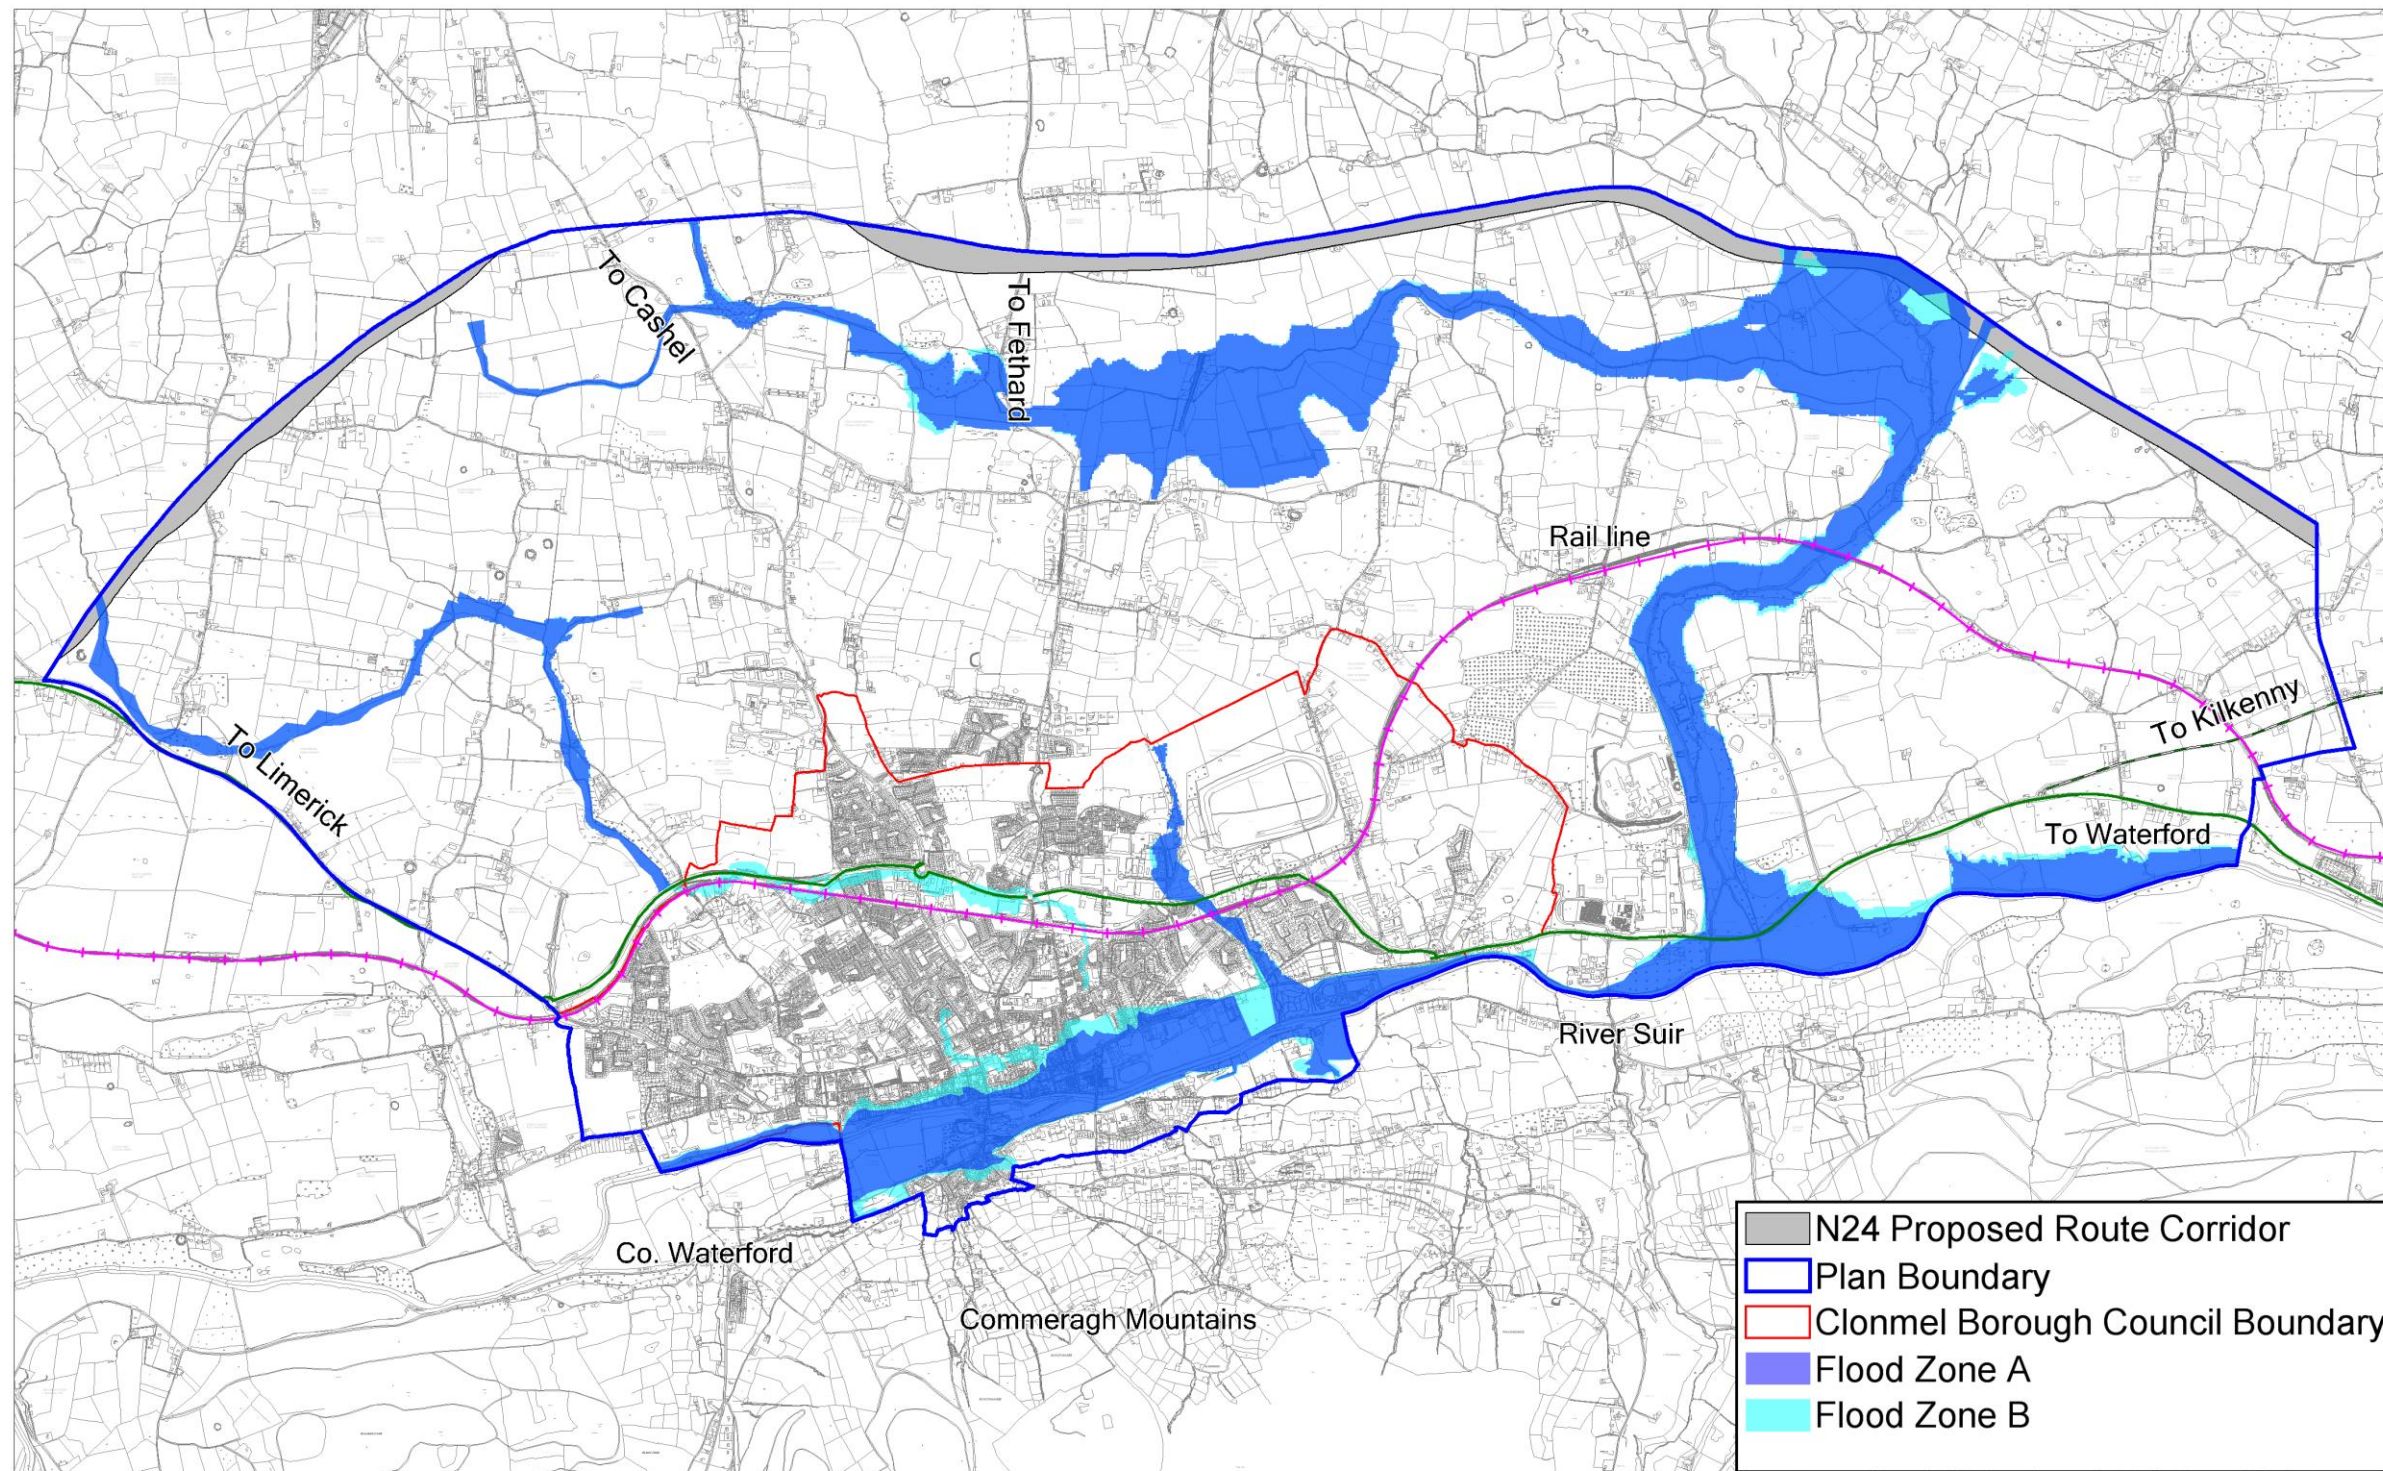 To Cashel
To Fethard
Rail line
To Kilkenny
To Limerick
To Waterford
River Suir
Co. Waterford
Commeragh Mountains
N24 Proposed Route Corridor
Plan Boundary
Clonmel Borough Council Boundary
Flood Zone A
Flood Zone B